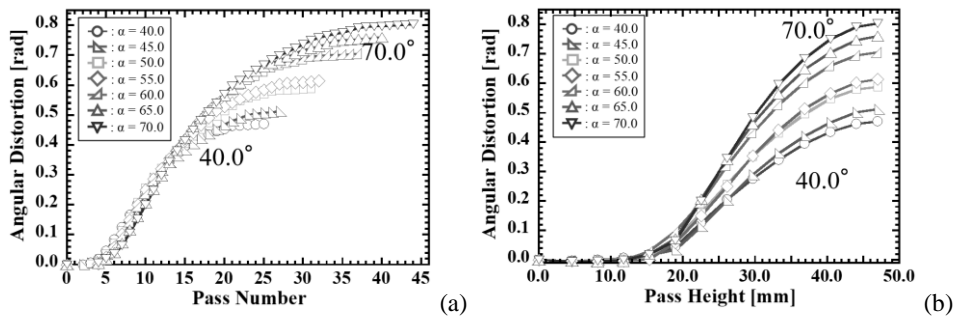 Angular Distortion [rad]
0.8
0.7
0.6
0.5
0.4
0.3
0.2
0.1
0.0
: α = 40.0
: α = 45.0
: α = 50.0
: α = 55.0
: α = 60.0
: α = 65.0
: α = 70.0
70.0°
40.0°
0 5 10 15 20 25 30 35 40 45
Pass Number
(a)
Angular Distortion [rad]
0.8
0.7
0.6
0.5
0.4
0.3
0.2
0.1
0.0
: α = 40.0
: α = 45.0
: α = 50.0
: α = 55.0
: α = 60.0
: α = 65.0
: α = 70.0
70.0°
40.0°
0.0 10.0 20.0 30.0 40.0 50.0
Pass Height [mm]
(b)